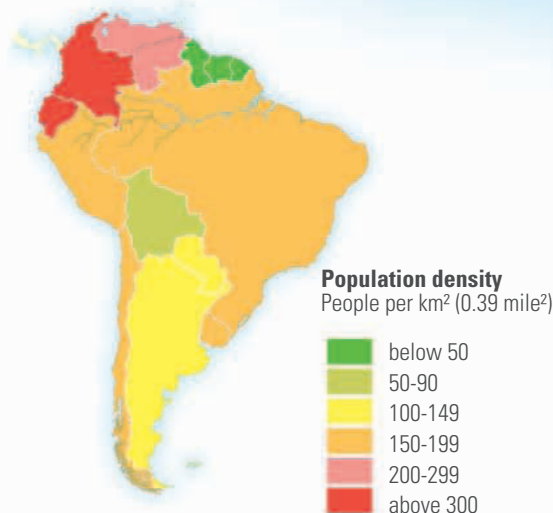 Population density
People per km² (0.39 mile²)
below 50
50-90
100-149
150-199
200-299
above 300